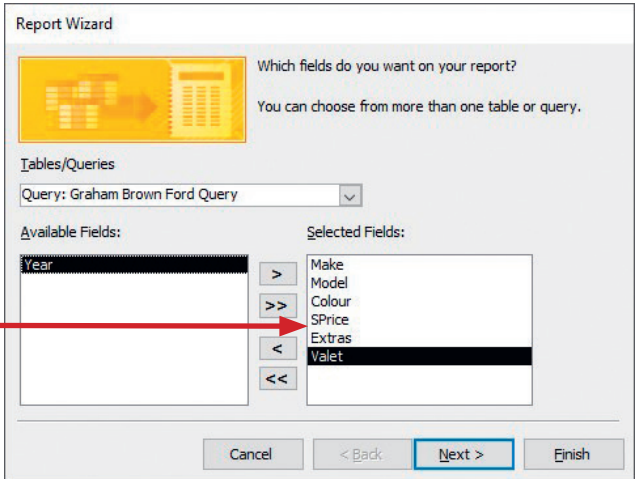 Report Wizard
Which fields do you want on your report?
You can choose from more than one table or query.
Tables/Queries
Query: Graham Brown Ford Query
Available Fields:
Selected Fields:
Year
>
>>
<
<<
Make
Model
Colour
SPrice
Extras
Valet
Cancel
< Back
Next >
Finish